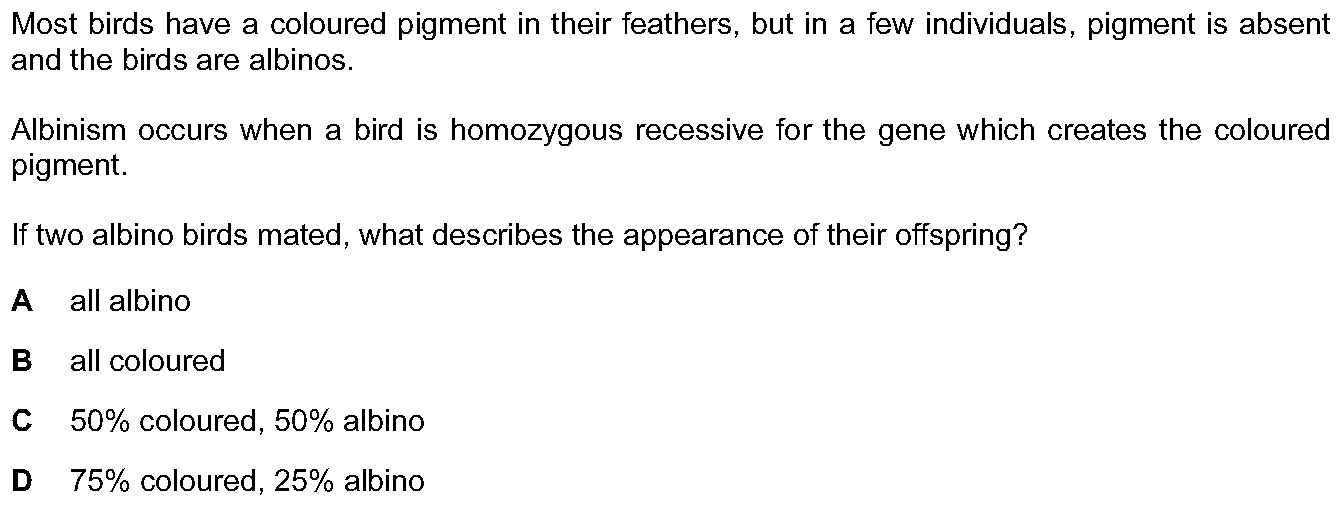 Most birds have a coloured pigment in their feathers, but in a few individuals, pigment is absent
and the birds are albinos.
Albinism occurs when a bird is homozygous recessive for the gene which creates the coloured
pigment.
If two albino birds mated, what describes the appearance of their offspring?
A all albino
B all coloured
C 50% coloured, 50% albino
D 75% coloured, 25% albino